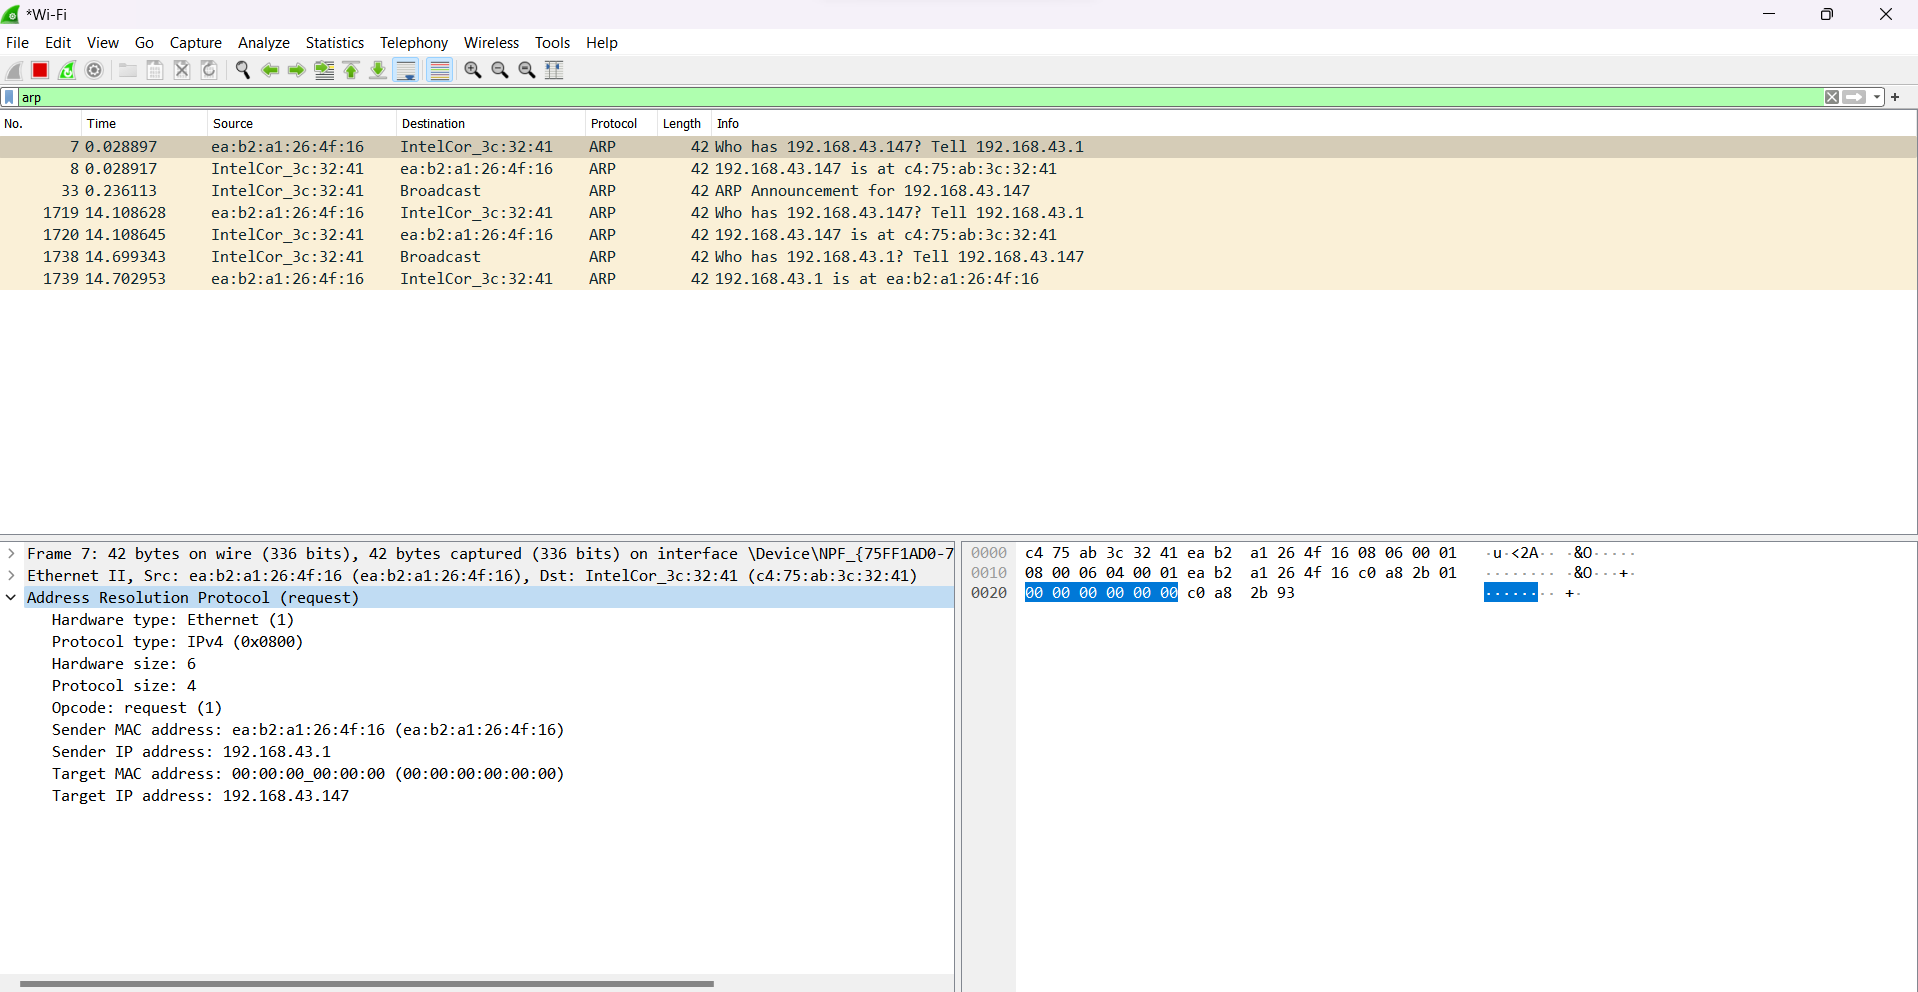 *Wi-Fi
File Edit View Go Capture Analyze Statistics Telephony Wireless Tools Help
arp
No. Time Source Destination Protocol Length Info
7 0.028897 ea:b2:a1:26:4f:16 IntelCor_3c:32:41 ARP 42 Who has 192.168.43.147? Tell 192.168.43.1
8 0.028917 IntelCor_3c:32:41 ea:b2:a1:26:4f:16 ARP 42 192.168.43.147 is at c4:75:ab:3c:32:41
33 0.236113 IntelCor_3c:32:41 Broadcast ARP 42 ARP Announcement for 192.168.43.147
1719 14.108628 ea:b2:a1:26:4f:16 IntelCor_3c:32:41 ARP 42 Who has 192.168.43.147? Tell 192.168.43.1
1720 14.108645 IntelCor_3c:32:41 ea:b2:a1:26:4f:16 ARP 42 192.168.43.147 is at c4:75:ab:3c:32:41
1738 14.699343 IntelCor_3c:32:41 Broadcast ARP 42 Who has 192.168.43.1? Tell 192.168.43.147
1739 14.702953 ea:b2:a1:26:4f:16 IntelCor_3c:32:41 ARP 42 192.168.43.1 is at ea:b2:a1:26:4f:16
Frame 7: 42 bytes on wire (336 bits), 42 bytes captured (336 bits) on interface \Device\NPF_{75FF1AD0-7
Ethernet II, Src: ea:b2:a1:26:4f:16 (ea:b2:a1:26:4f:16), Dst: IntelCor_3c:32:41 (c4:75:ab:3c:32:41)
Address Resolution Protocol (request)
Hardware type: Ethernet (1)
Protocol type: IPv4 (0x0800)
Hardware size: 6
Protocol size: 4
Opcode: request (1)
Sender MAC address: ea:b2:a1:26:4f:16 (ea:b2:a1:26:4f:16)
Sender IP address: 192.168.43.1
Target MAC address: 00:00:00_00:00:00 (00:00:00:00:00:00)
Target IP address: 192.168.43.147
0000 c4 75 ab 3c 32 41 ea b2 a1 26 4f 16 08 06 00 01 ·u·<2A·· ·&O·····
0010 08 00 06 04 00 01 ea b2 a1 26 4f 16 c0 a8 2b 01 ········ ·&O···+·
0020 00 00 00 00 00 00 c0 a8 2b 93 ········ +·